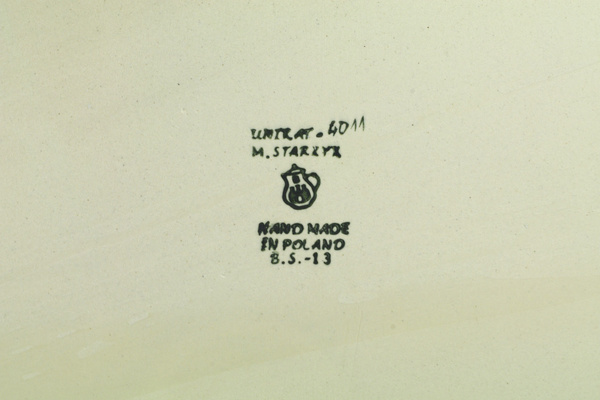 UNIKAT. 4011
M. STARZYK
HAND MADE
IN POLAND
B.S.-13